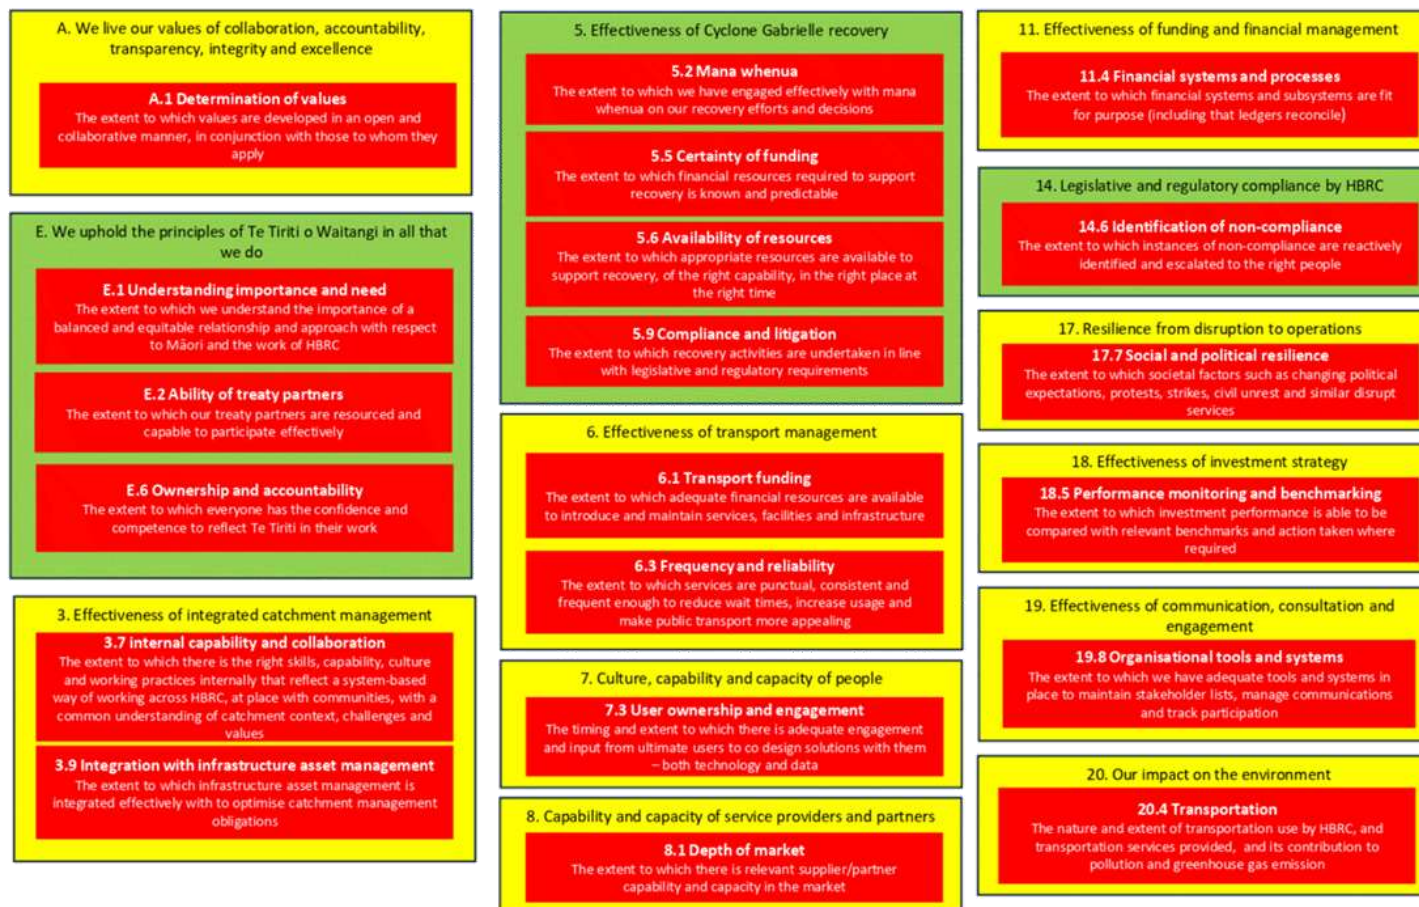 A. We live our values of collaboration, accountability,
transparency, integrity and excellence
A.1 Determination of values
The extent to which values are developed in an open and
collaborative manner, in conjunction with those to whom they
apply
E. We uphold the principles of Te Tiriti o Waitangi in all that
we do
E.1 Understanding importance and need
The extent to which we understand the importance of a
balanced and equitable relationship and approach with respect
to Māori and the work of HBRC
E.2 Ability of treaty partners
The extent to which our treaty partners are resourced and
capable to participate effectively
E.6 Ownership and accountability
The extent to which everyone has the confidence and
competence to reflect Te Tiriti in their work
3. Effectiveness of integrated catchment management
3.7 internal capability and collaboration
The extent to which there is the right skills, capability, culture
and working practices internally that reflect a system-based
way of working across HBRC, at place with communities, with a
common understanding of catchment context, challenges and
values
3.9 Integration with infrastructure asset management
The extent to which infrastructure asset management is
integrated effectively with to optimise catchment management
obligations
5. Effectiveness of Cyclone Gabrielle recovery
5.2 Mana whenua
The extent to which we have engaged effectively with mana
whenua on our recovery efforts and decisions
5.5 Certainty of funding
The extent to which financial resources required to support
recovery is known and predictable
5.6 Availability of resources
The extent to which appropriate resources are available to
support recovery, of the right capability, in the right place at
the right time
5.9 Compliance and litigation
The extent to which recovery activities are undertaken in line
with legislative and regulatory requirements
6. Effectiveness of transport management
6.1 Transport funding
The extent to which adequate financial resources are available
to introduce and maintain services, facilities and infrastructure
6.3 Frequency and reliability
The extent to which services are punctual, consistent and
frequent enough to reduce wait times, increase usage and
make public transport more appealing
7. Culture, capability and capacity of people
7.3 User ownership and engagement
The timing and extent to which there is adequate engagement
and input from ultimate users to co design solutions with them
– both technology and data
8. Capability and capacity of service providers and partners
8.1 Depth of market
The extent to which there is relevant supplier/partner
capability and capacity in the market
11. Effectiveness of funding and financial management
11.4 Financial systems and processes
The extent to which financial systems and subsystems are fit
for purpose (including that ledgers reconcile)
14. Legislative and regulatory compliance by HBRC
14.6 Identification of non-compliance
The extent to which instances of non-compliance are reactively
identified and escalated to the right people
17. Resilience from disruption to operations
17.7 Social and political resilience
The extent to which societal factors such as changing political
expectations, protests, strikes, civil unrest and similar disrupt
services
18. Effectiveness of investment strategy
18.5 Performance monitoring and benchmarking
The extent to which investment performance is able to be
compared with relevant benchmarks and action taken where
required
19. Effectiveness of communication, consultation and
engagement
19.8 Organisational tools and systems
The extent to which we have adequate tools and systems in
place to maintain stakeholder lists, manage communications
and track participation
20. Our impact on the environment
20.4 Transportation
The nature and extent of transportation use by HBRC, and
transportation services provided, and its contribution to
pollution and greenhouse gas emission